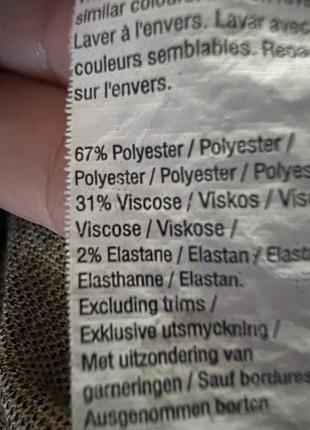 similar
Laver à l'envers. Laver avec
couleurs semblables. Repa
sur l'envers.
67% Polyester / Polyester /
Polyester / Polyester / Polyes
31% Viscose / Viskos / Vis
Viscose / Viskose /
2% Elastane / Elastan / Elast
Elasthanne / Elastan.
Excluding trims /
Exklusive utsmyckning /
Met uitzondering van
garneringen / Sauf bordures
Ausgenommen borten